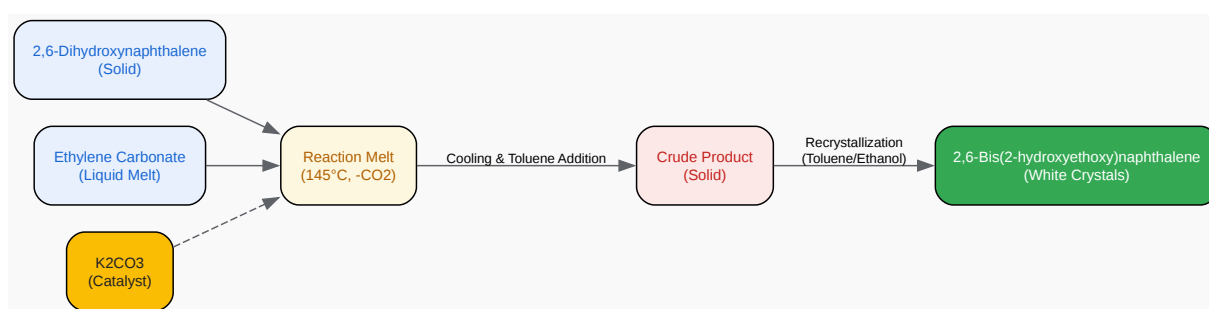 2,6-Dihydroxynaphthalene
(Solid)
Ethylene Carbonate
(Liquid Melt)
K2CO3
(Catalyst)
Reaction Melt
(145°C, -CO2)
Cooling & Toluene Addition
Crude Product
(Solid)
Recrystallization
(Toluene/Ethanol)
2,6-Bis(2-hydroxyethoxy)naphthalene
(White Crystals)